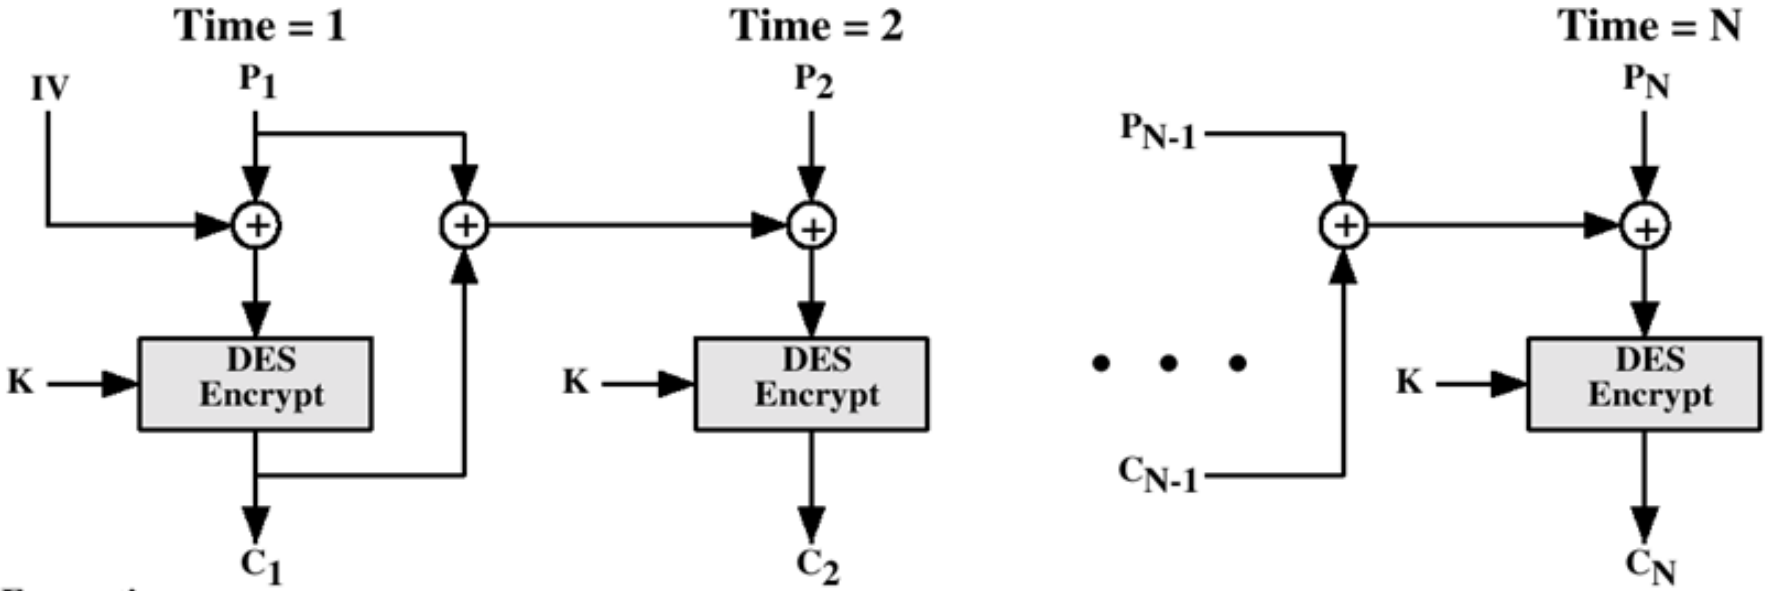 Time = 1 Time = 2 Time = N
IV P1 P2 PN
PN-1
+ + + + +
DES DES DES
K Encrypt K Encrypt • • • K Encrypt
CN-1
C1 C2 CN